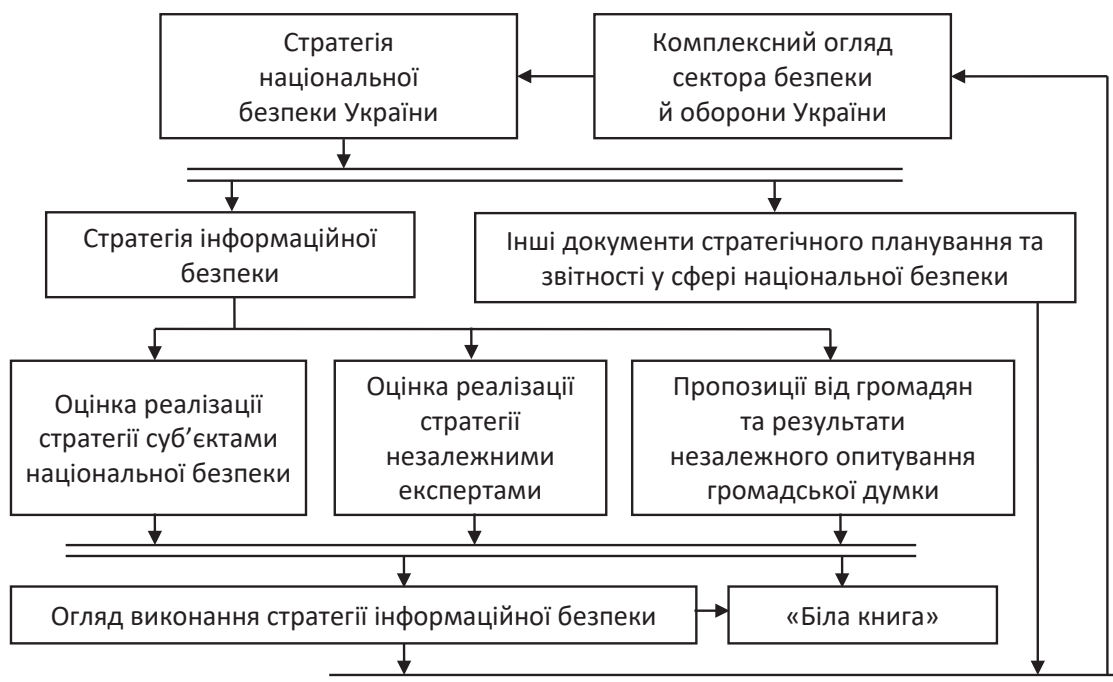 Стратегія
національної
безпеки України
Комплексний огляд
сектора безпеки
й оборони України
Стратегія інформаційної
безпеки
Інші документи стратегічного планування та
звітності у сфері національної безпеки
Оцінка реалізації
стратегії суб’єктами
національної безпеки
Оцінка реалізації
стратегії
незалежними
експертами
Пропозиції від громадян
та результати
незалежного опитування
громадської думки
Огляд виконання стратегії інформаційної безпеки
«Біла книга»